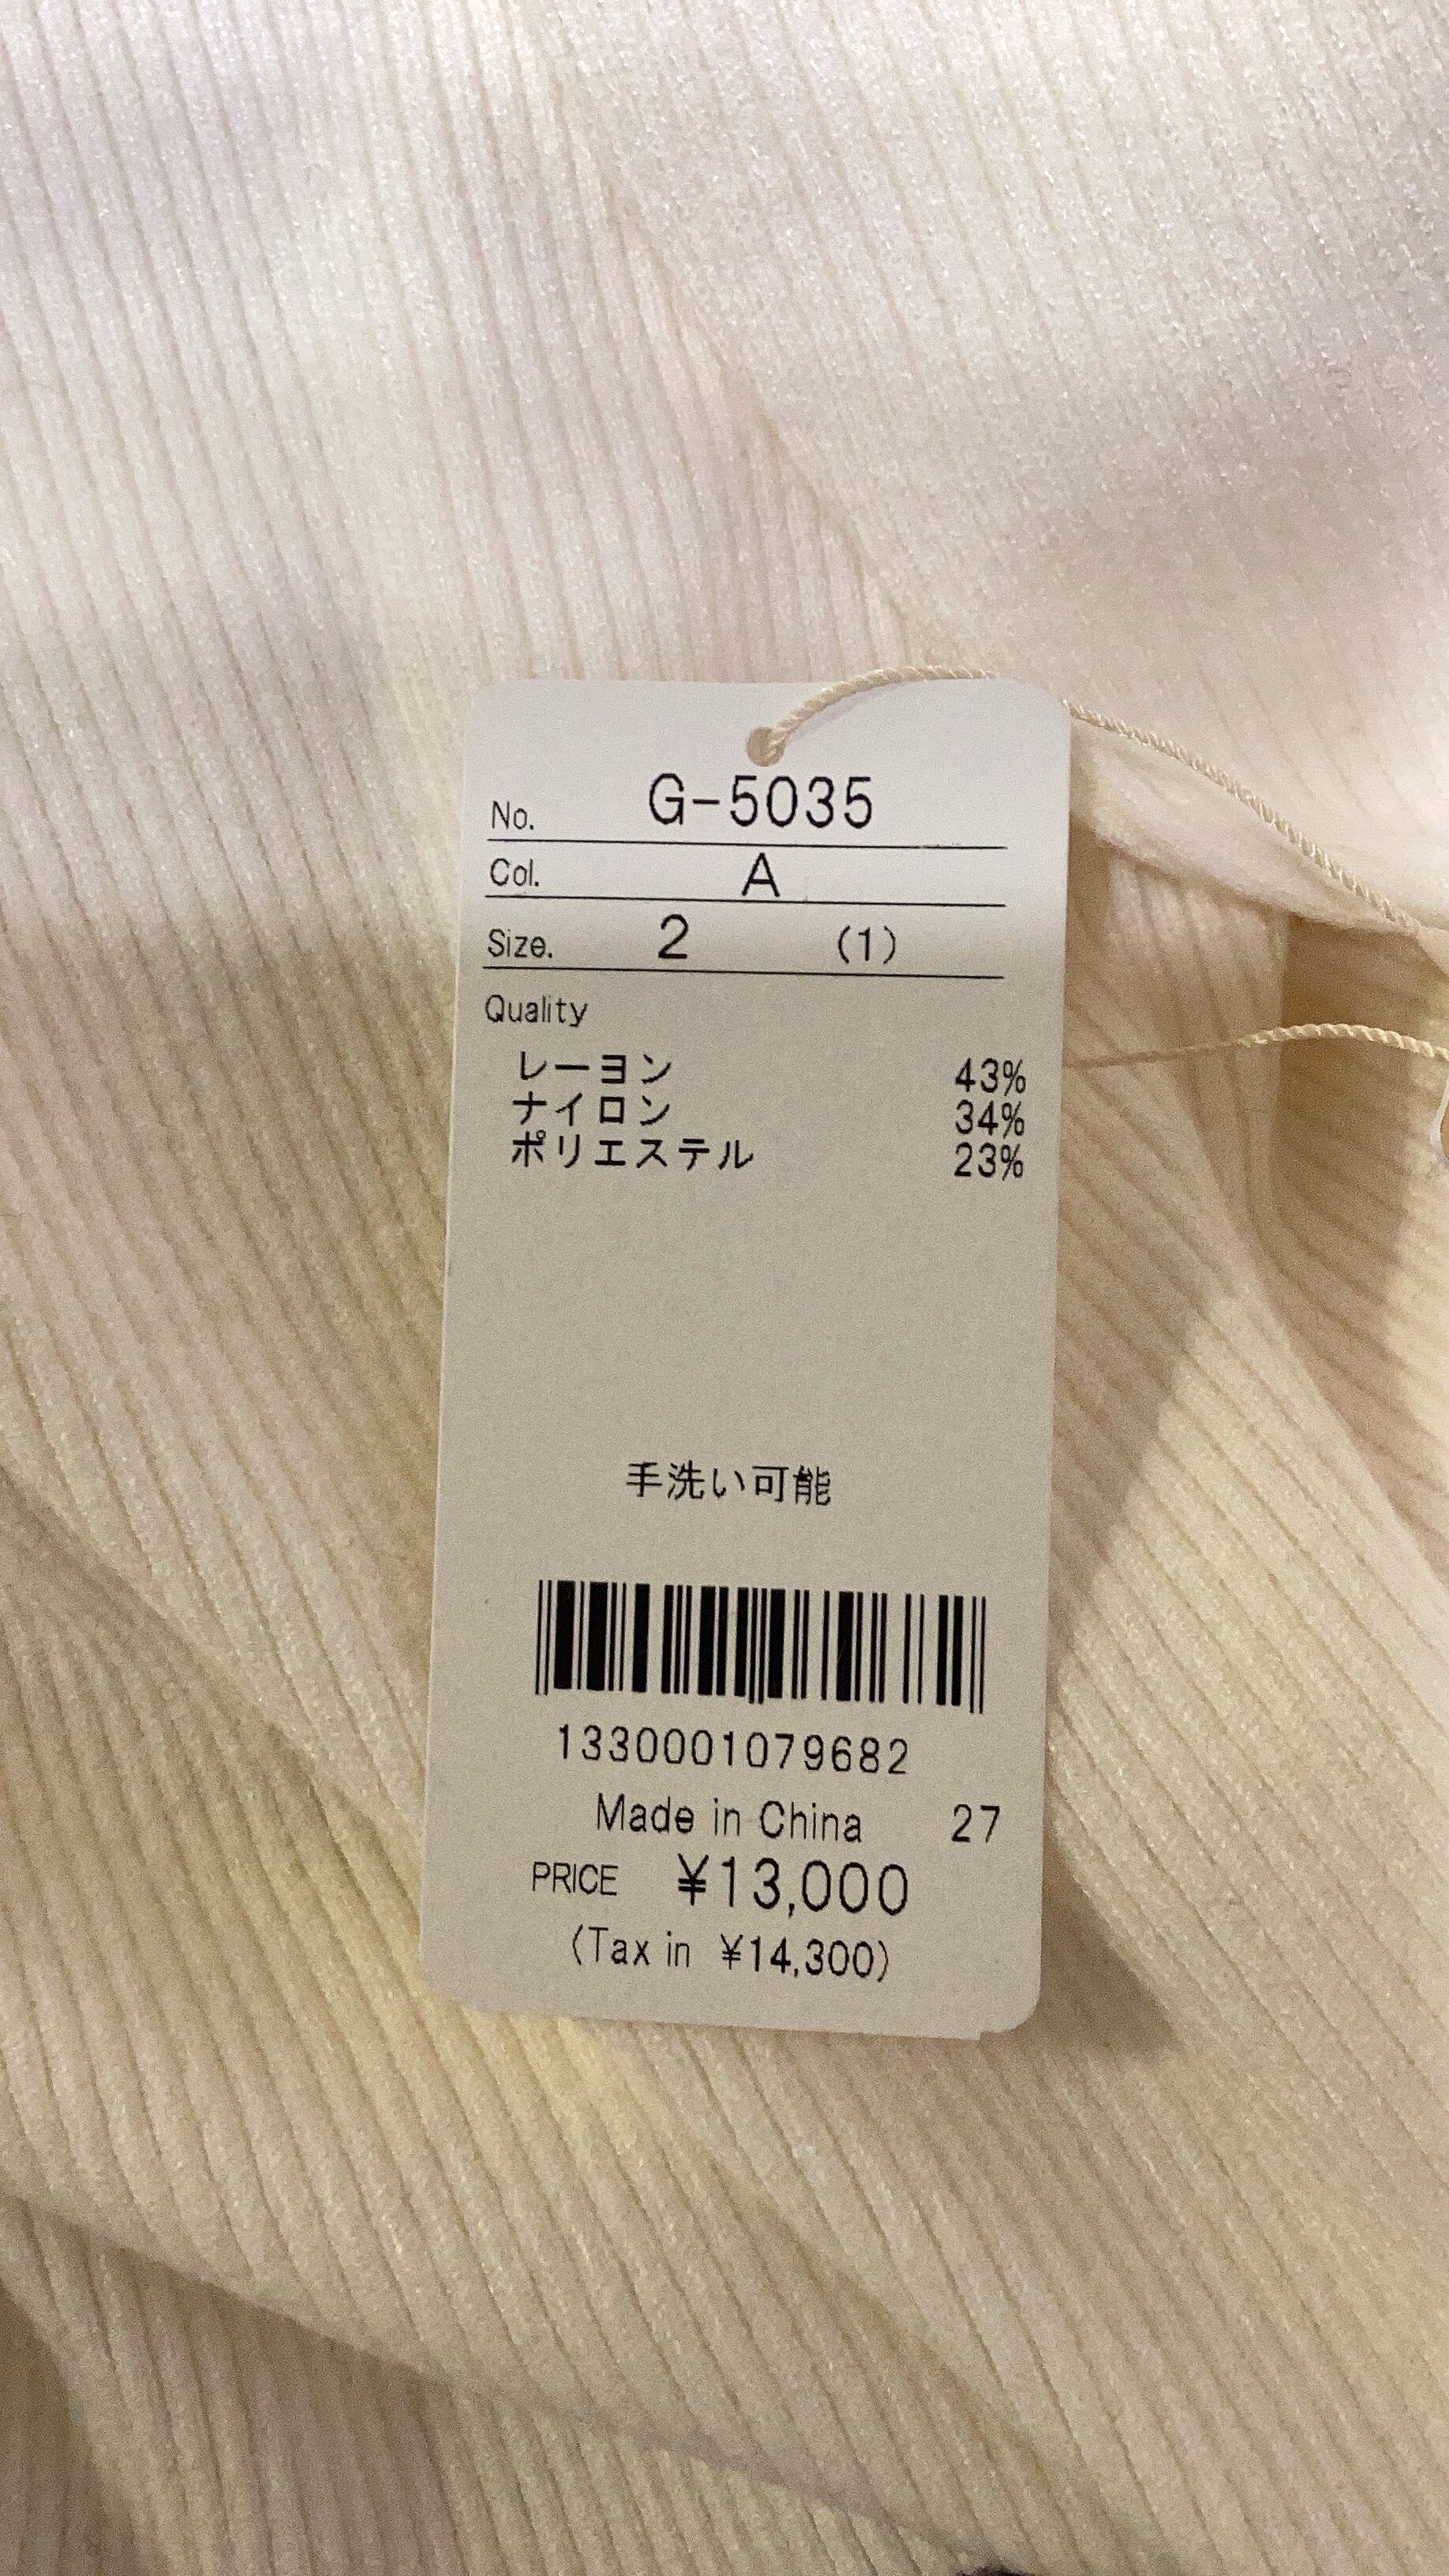 No. G-5035
Col. A
Size. 2 (1)
Quality
レーヨン 43%
ナイロン 34%
ポリエステル 23%
手洗い可能
1330001079682
Made in China 27
PRICE ¥13,000
(Tax in ¥14,300)